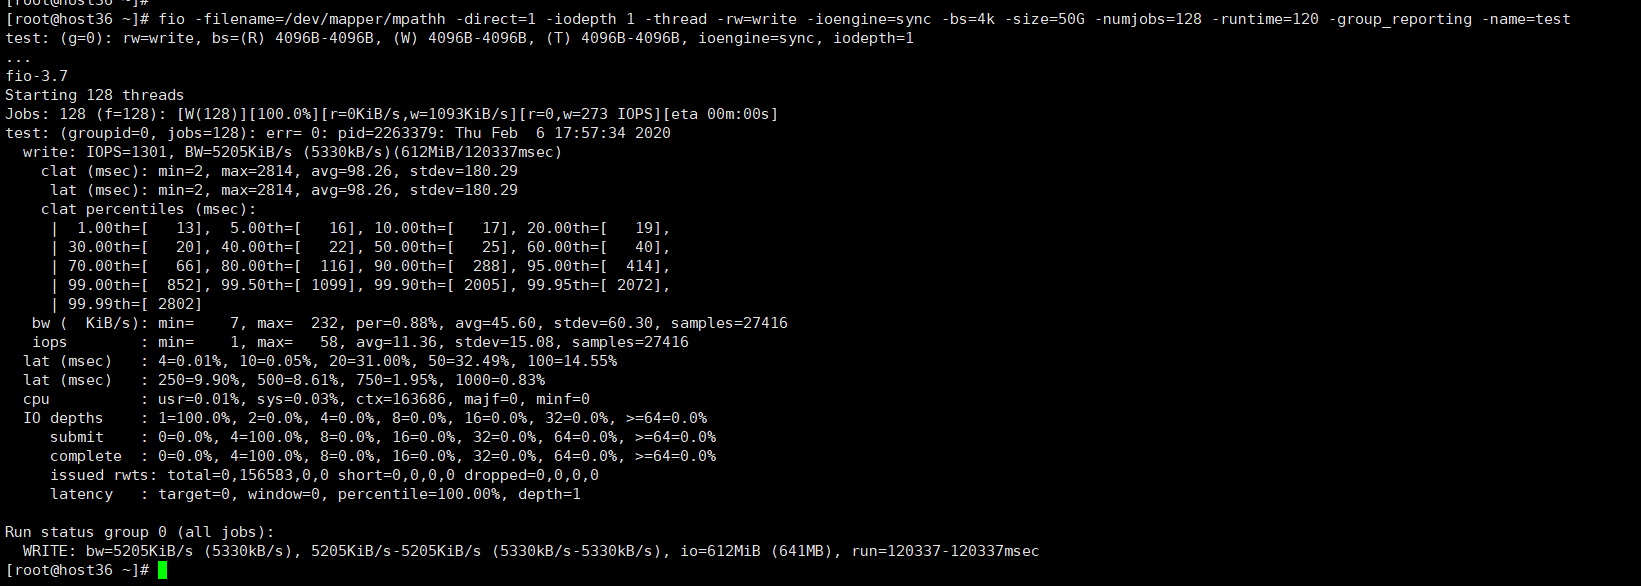 [root@host36 ~]#
[root@host36 ~]# fio -filename=/dev/mapper/mpathh -direct=1 -iodepth 1 -thread -rw=write -ioengine=sync -bs=4k -size=50G -numjobs=128 -runtime=120 -group_reporting -name=test
test: (g=0): rw=write, bs=(R) 4096B-4096B, (W) 4096B-4096B, (T) 4096B-4096B, ioengine=sync, iodepth=1
...
fio-3.7
Starting 128 threads
Jobs: 128 (f=128): [W(128)][100.0%][r=0KiB/s,w=1093KiB/s][r=0,w=273 IOPS][eta 00m:00s]
test: (groupid=0, jobs=128): err= 0: pid=2263379: Thu Feb  6 17:57:34 2020
  write: IOPS=1301, BW=5205KiB/s (5330kB/s)(612MiB/120337msec)
    clat (msec): min=2, max=2814, avg=98.26, stdev=180.29
     lat (msec): min=2, max=2814, avg=98.26, stdev=180.29
    clat percentiles (msec):
     |  1.00th=[   13],  5.00th=[   16], 10.00th=[   17], 20.00th=[   19],
     | 30.00th=[   20], 40.00th=[   22], 50.00th=[   25], 60.00th=[   40],
     | 70.00th=[   66], 80.00th=[  116], 90.00th=[  288], 95.00th=[  414],
     | 99.00th=[  852], 99.50th=[ 1099], 99.90th=[ 2005], 99.95th=[ 2072],
     | 99.99th=[ 2802]
   bw (  KiB/s): min=    7, max=  232, per=0.88%, avg=45.60, stdev=60.30, samples=27416
   iops        : min=    1, max=   58, avg=11.36, stdev=15.08, samples=27416
  lat (msec)   : 4=0.01%, 10=0.05%, 20=31.00%, 50=32.49%, 100=14.55%
  lat (msec)   : 250=9.90%, 500=8.61%, 750=1.95%, 1000=0.83%
  cpu          : usr=0.01%, sys=0.03%, ctx=163686, majf=0, minf=0
  IO depths    : 1=100.0%, 2=0.0%, 4=0.0%, 8=0.0%, 16=0.0%, 32=0.0%, >=64=0.0%
     submit    : 0=0.0%, 4=100.0%, 8=0.0%, 16=0.0%, 32=0.0%, 64=0.0%, >=64=0.0%
     complete  : 0=0.0%, 4=100.0%, 8=0.0%, 16=0.0%, 32=0.0%, 64=0.0%, >=64=0.0%
     issued rwts: total=0,156583,0,0 short=0,0,0,0 dropped=0,0,0,0
     latency   : target=0, window=0, percentile=100.00%, depth=1

Run status group 0 (all jobs):
  WRITE: bw=5205KiB/s (5330kB/s), 5205KiB/s-5205KiB/s (5330kB/s-5330kB/s), io=612MiB (641MB), run=120337-120337msec
[root@host36 ~]#